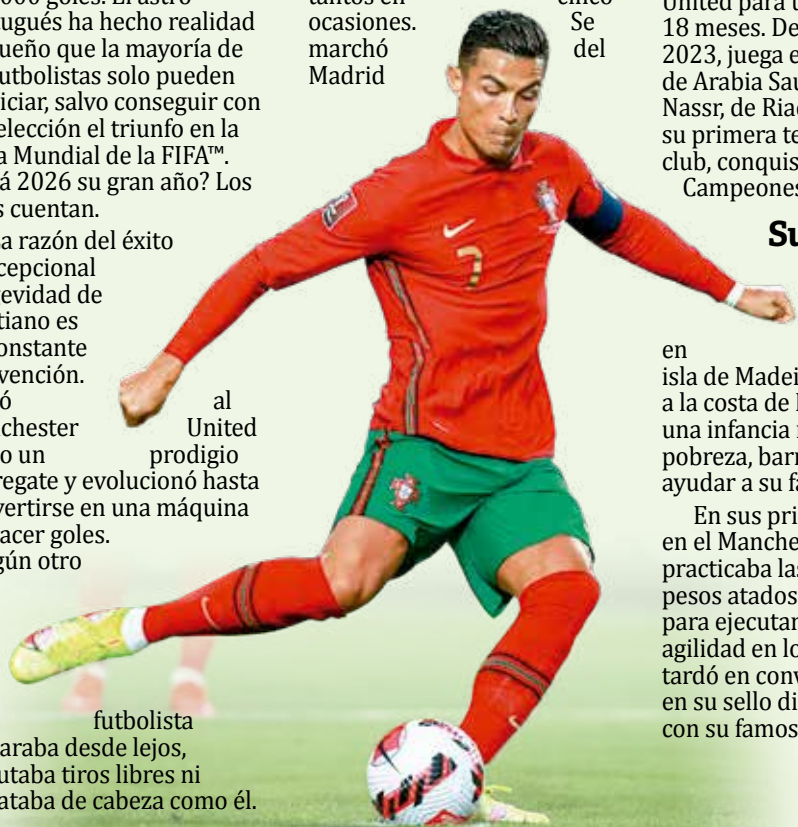 000 goles. El astro
tugués ha hecho realidad
ueño que la mayoría de
utbolistas solo pueden
iciar, salvo conseguir con
elección el triunfo en la
a Mundial de la FIFA™.
á 2026 su gran año? Los
s cuentan.
a razón del éxito
cepcional
gevidad de
tiano es
onstante
vención.
ó al
chester United
o un prodigio
regate y evolucionó hasta
vertirse en una máquina
acer goles.
gún otro
futbolista
araba desde lejos,
utaba tiros libres ni
ataba de cabeza como él.
tantos en cinco
ocasiones. Se
marchó del
Madrid
7
United para u
18 meses. De
2023, juega e
de Arabia Sau
Nassr, de Riad
su primera te
club, conquis
Campeones
Su
en
isla de Madei
a la costa de
una infancia
pobreza, barr
ayudar a su fa
En sus pri
en el Manche
practicaba las
pesos atados
para ejecutar
agilidad en lo
tardó en conv
en su sello di
con su famos